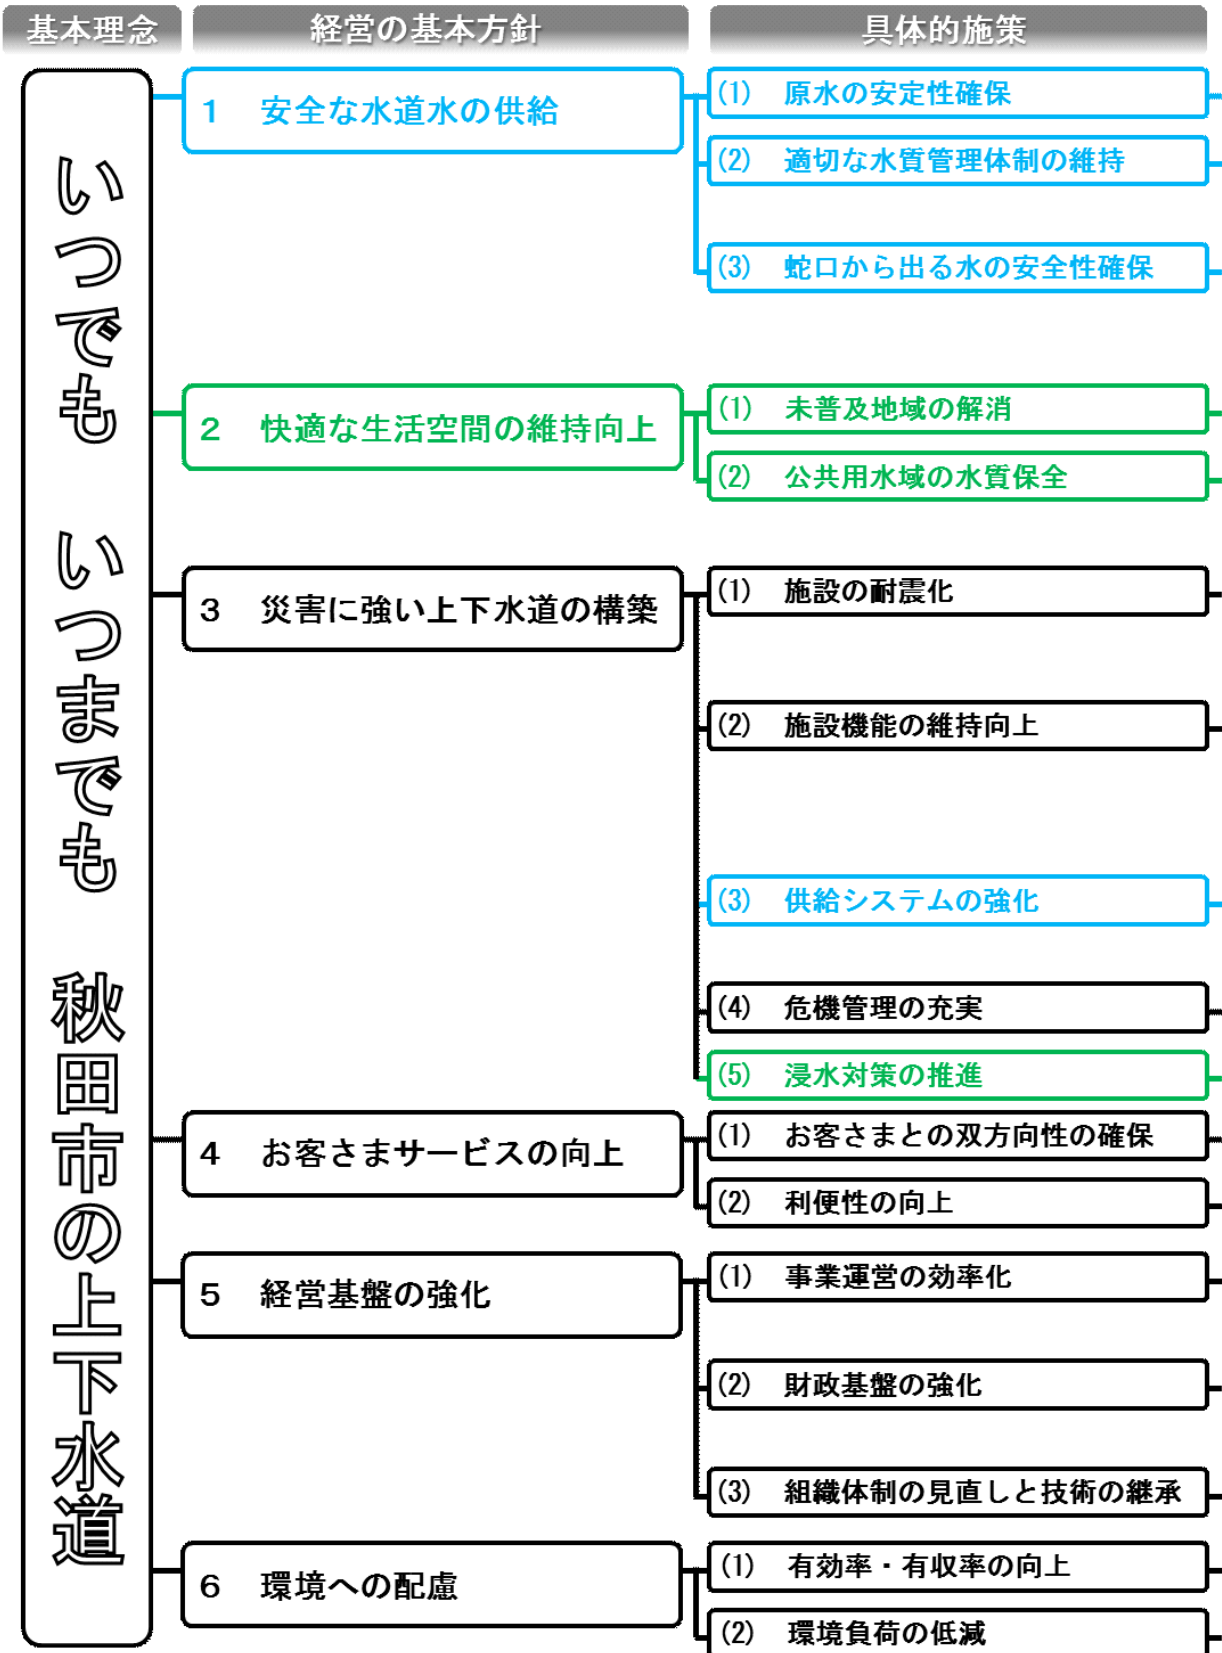 基本理念
経営の基本方針
具体的施策
いつでも いつまでも 秋田市の上下水道
1 安全な水道水の供給
(1) 原水の安定性確保
(2) 適切な水質管理体制の維持
(3) 蛇口から出る水の安全性確保
2 快適な生活空間の維持向上
(1) 未普及地域の解消
(2) 公共用水域の水質保全
3 災害に強い上下水道の構築
(1) 施設の耐震化
(2) 施設機能の維持向上
(3) 供給システムの強化
(4) 危機管理の充実
(5) 浸水対策の推進
4 お客さまサービスの向上
(1) お客さまとの双方向性の確保
(2) 利便性の向上
5 経営基盤の強化
(1) 事業運営の効率化
(2) 財政基盤の強化
(3) 組織体制の見直しと技術の継承
6 環境への配慮
(1) 有効率・有収率の向上
(2) 環境負荷の低減